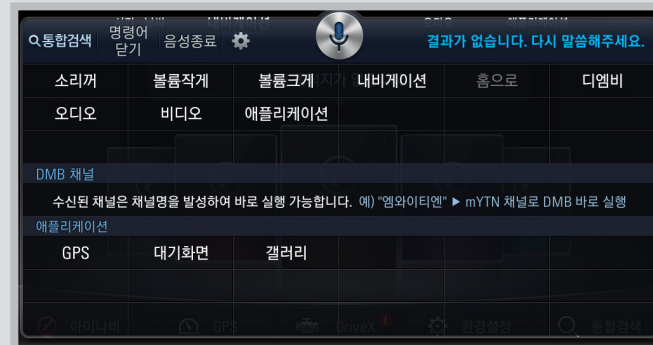 통합검색 명령어 닫기 음성종료 결과가 없습니다. 다시 말씀해주세요.
소리꺼 볼륨작게 볼륨크게 내비게이션 홈으로 디엠비
오디오 비디오 애플리케이션
DMB 채널
수신된 채널은 채널명을 발성하여 바로 실행 가능합니다. 예) "엠와이티엔" ▶ mYTN 채널로 DMB 바로 실행
애플리케이션
GPS 대기화면 갤러리
아이나비 GPS DriveX 환경설정 통합검색